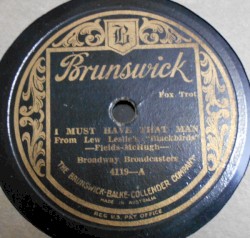 B
Brunswick
Fox Trot
I MUST HAVE THAT MAN
From Lew Leslie's "Blackbirds"
—Fields-McHugh—
Broadway Broadcasters
4119—A
THE BRUNSWICK-BALKE-COLLENDER COMPANY
MADE IN AUSTRALIA
REG U.S. PAT OFFICE